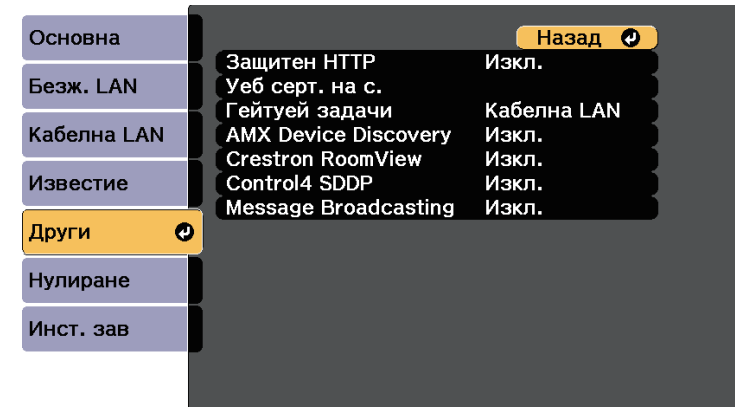 Основна
Безж. LAN
Кабелна LAN
Известие
Други
Нулиране
Инст. зав
Назад
Защитен HTTP Изкл.
Уеб серт. на с.
Гейтуей задачи Кабелна LAN
AMX Device Discovery Изкл.
Crestron RoomView Изкл.
Control4 SDDP Изкл.
Message Broadcasting Изкл.